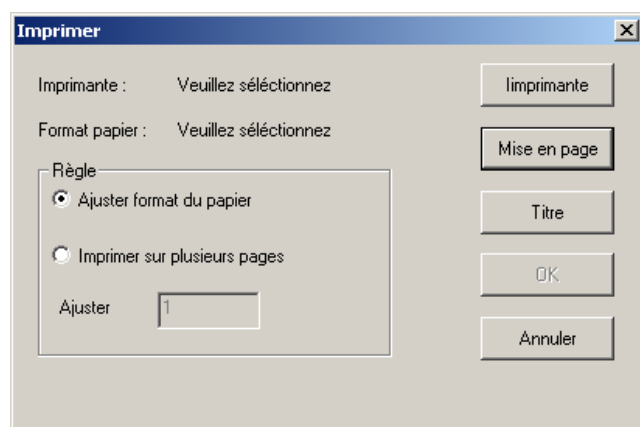 Imprimer
Imprimante : Veuillez séléctionnez
Iimprimante
Format papier : Veuillez séléctionnez
Mise en page
Règle
Ajuster format du papier
Titre
Imprimer sur plusieurs pages
OK
Ajuster 1
Annuler